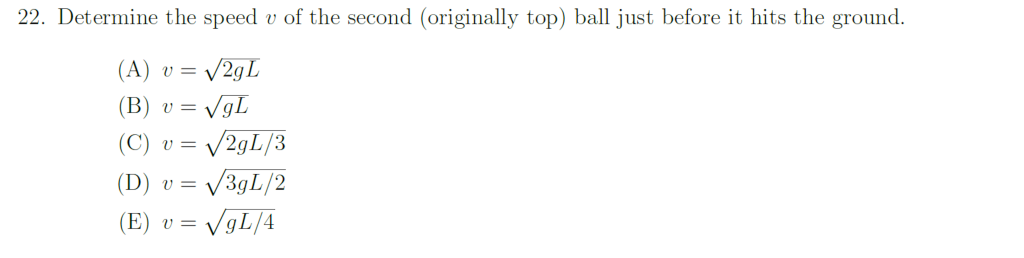 22. Determine the speed v of the second (originally top) ball just before it hits the ground.
(A) v = √2gL
(B) v = √gL
(C) v = √2gL/3
(D) v = √3gL/2
(E) v = √gL/4